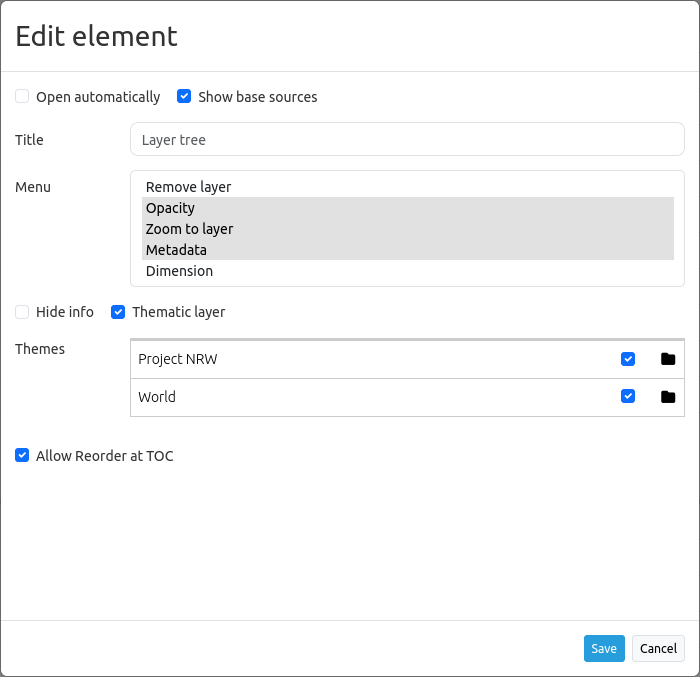 Edit element
Open automatically Show base sources
Title Layer tree
Menu Remove layer
Opacity
Zoom to layer
Metadata
Dimension
Hide info Thematic layer
Themes Project NRW
World
Allow Reorder at TOC
Save Cancel